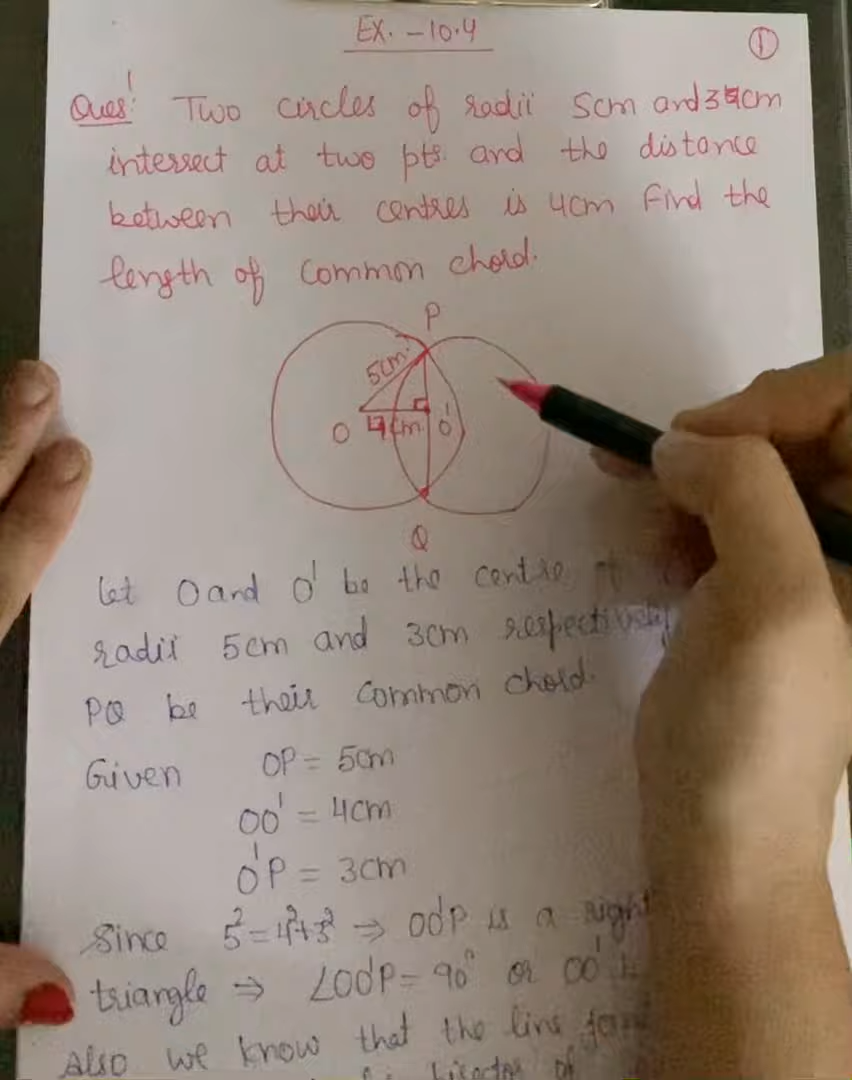 EX. - 10.4
1
Ques! 1 Two circles of radii 5cm and 3cm
intersect at two pts. and the distance
between their centres is 4cm Find the
length of common chord.
P
5cm
O 4cm O'
Q
Let O and O' be the centre of
radii 5cm and 3cm respectively
PQ be their common chord.
Given OP = 5cm
OO' = 4cm
O'P = 3cm
Since 5² = 4²+3² ⇒ OO'P is a right
triangle ⇒ ∠OO'P = 90° or OO' ⊥
Also we know that the line
of